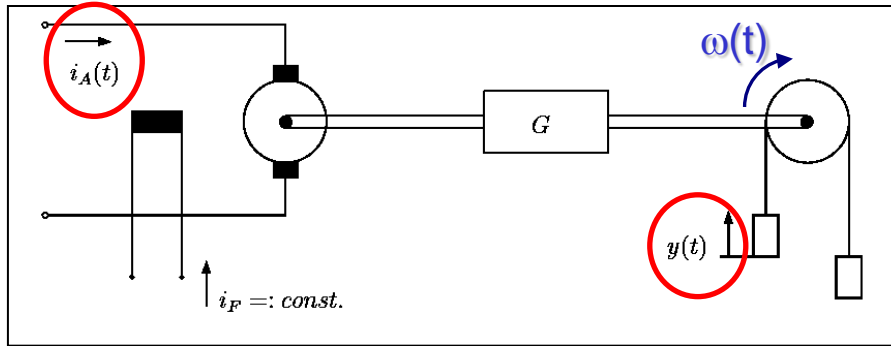 ω(t)
i_A(t)
G
y(t)
i_F =: const.